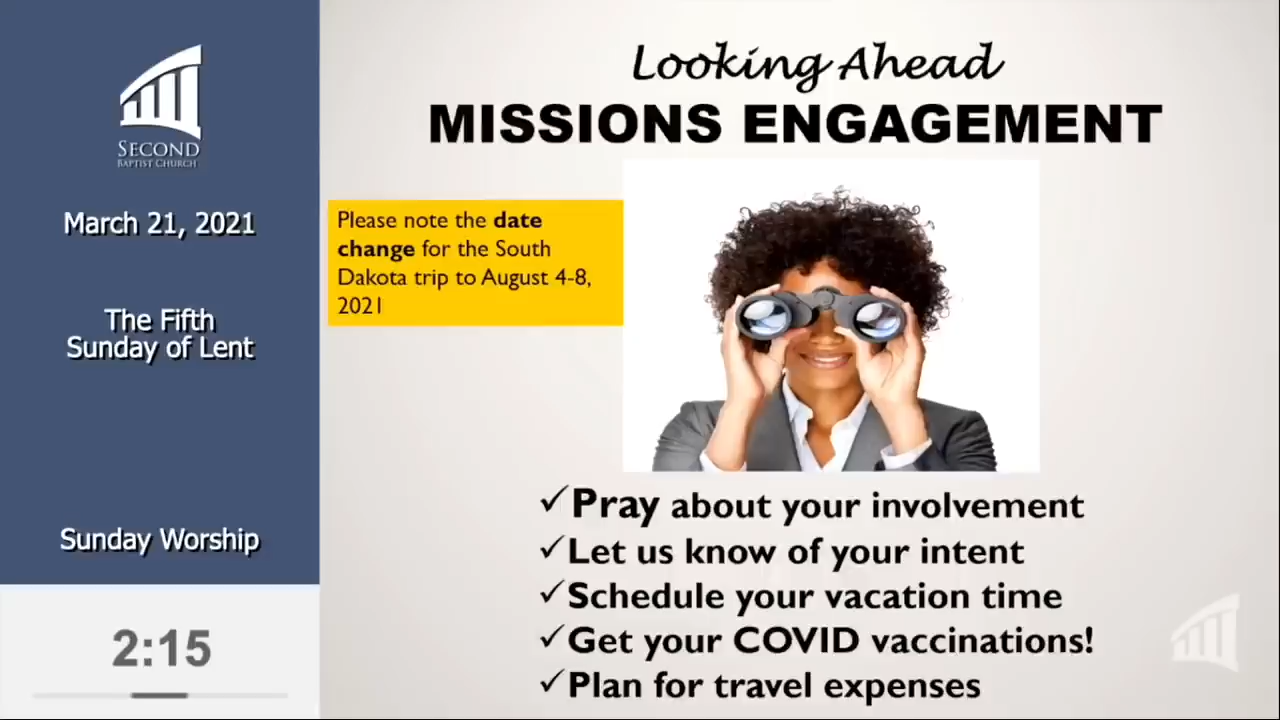 SECOND
BAPTIST CHURCH
March 21, 2021
The Fifth
Sunday of Lent
Sunday Worship
2:15
Looking Ahead
MISSIONS ENGAGEMENT
Please note the date
change for the South
Dakota trip to August 4-8,
2021
✓Pray about your involvement
✓Let us know of your intent
✓Schedule your vacation time
✓Get your COVID vaccinations!
✓Plan for travel expenses